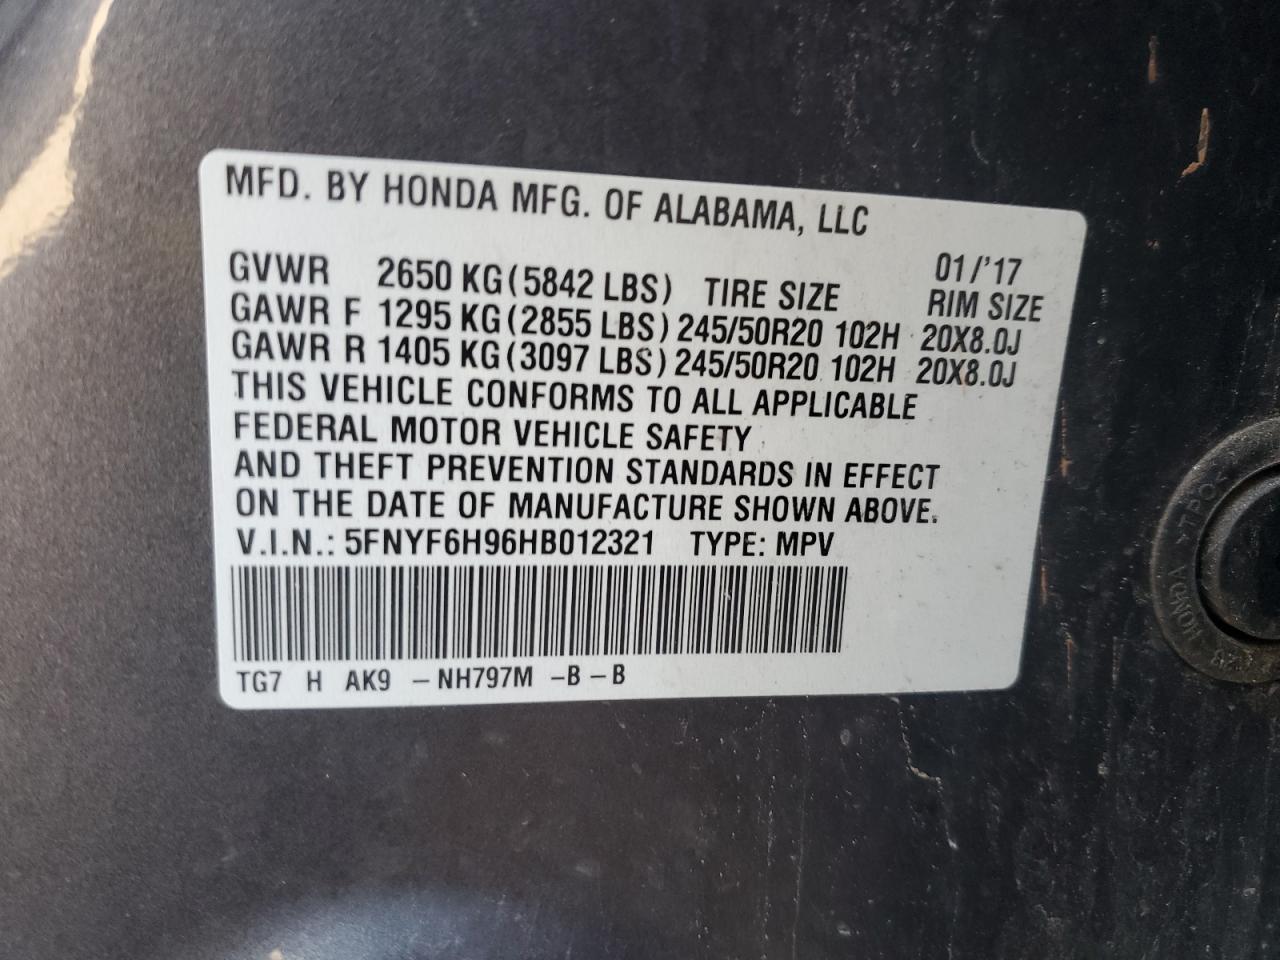 MFD. BY HONDA MFG. OF ALABAMA, LLC
01/'17
GVWR 2650 KG (5842 LBS) TIRE SIZE RIM SIZE
GAWR F 1295 KG (2855 LBS) 245/50R20 102H 20X8.0J
GAWR R 1405 KG (3097 LBS) 245/50R20 102H 20X8.0J
THIS VEHICLE CONFORMS TO ALL APPLICABLE
FEDERAL MOTOR VEHICLE SAFETY
AND THEFT PREVENTION STANDARDS IN EFFECT
ON THE DATE OF MANUFACTURE SHOWN ABOVE.
V.I.N.: 5FNYF6H96HB012321 TYPE: MPV
TG7 H AK9 – NH797M – B – B
HONDA >TPO<